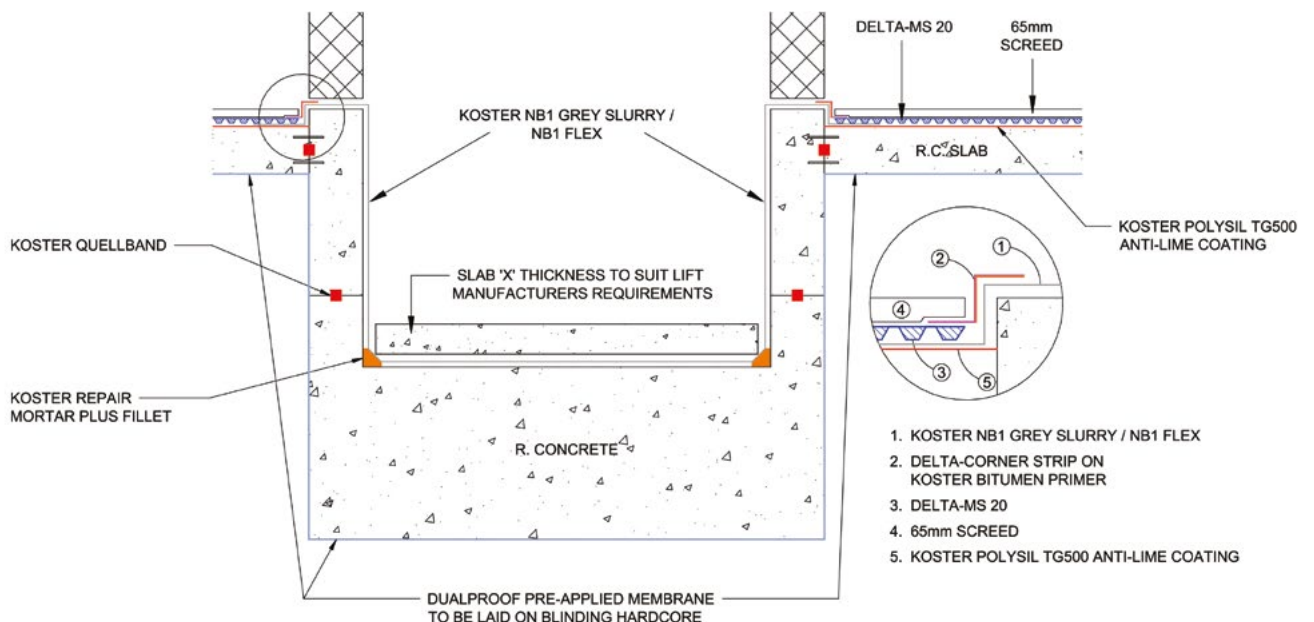 DELTA-MS 20
65mm
SCREED
KOSTER NB1 GREY SLURRY /
NB1 FLEX
R.C. SLAB
KOSTER POLYSIL TG500
ANTI-LIME COATING
KOSTER QUELLBAND
SLAB 'X' THICKNESS TO SUIT LIFT
MANUFACTURERS REQUIREMENTS
1
2
4
3
5
KOSTER REPAIR
MORTAR PLUS FILLET
R. CONCRETE
1. KOSTER NB1 GREY SLURRY / NB1 FLEX
2. DELTA-CORNER STRIP ON
KOSTER BITUMEN PRIMER
3. DELTA-MS 20
4. 65mm SCREED
5. KOSTER POLYSIL TG500 ANTI-LIME COATING
DUALPROOF PRE-APPLIED MEMBRANE
TO BE LAID ON BLINDING HARDCORE